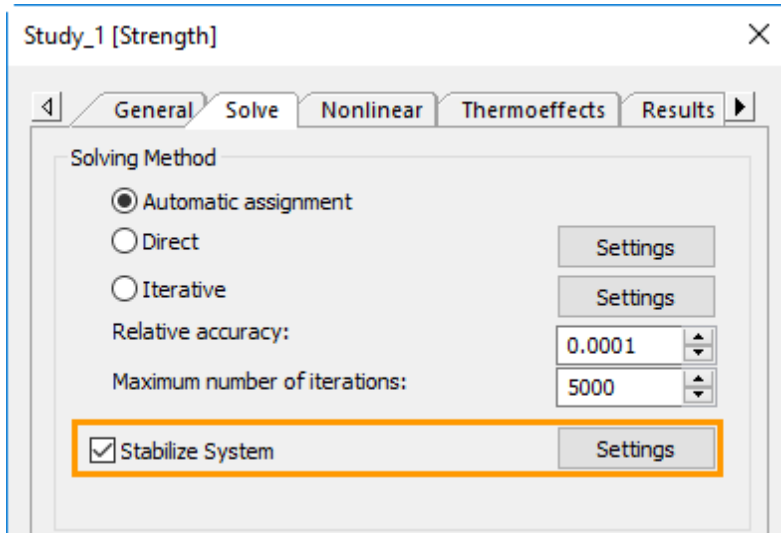 Study_1 [Strength]
General Solve Nonlinear Thermoeffects Results
Solving Method
Automatic assignment
Direct Settings
Iterative Settings
Relative accuracy: 0.0001
Maximum number of iterations: 5000
Stabilize System Settings